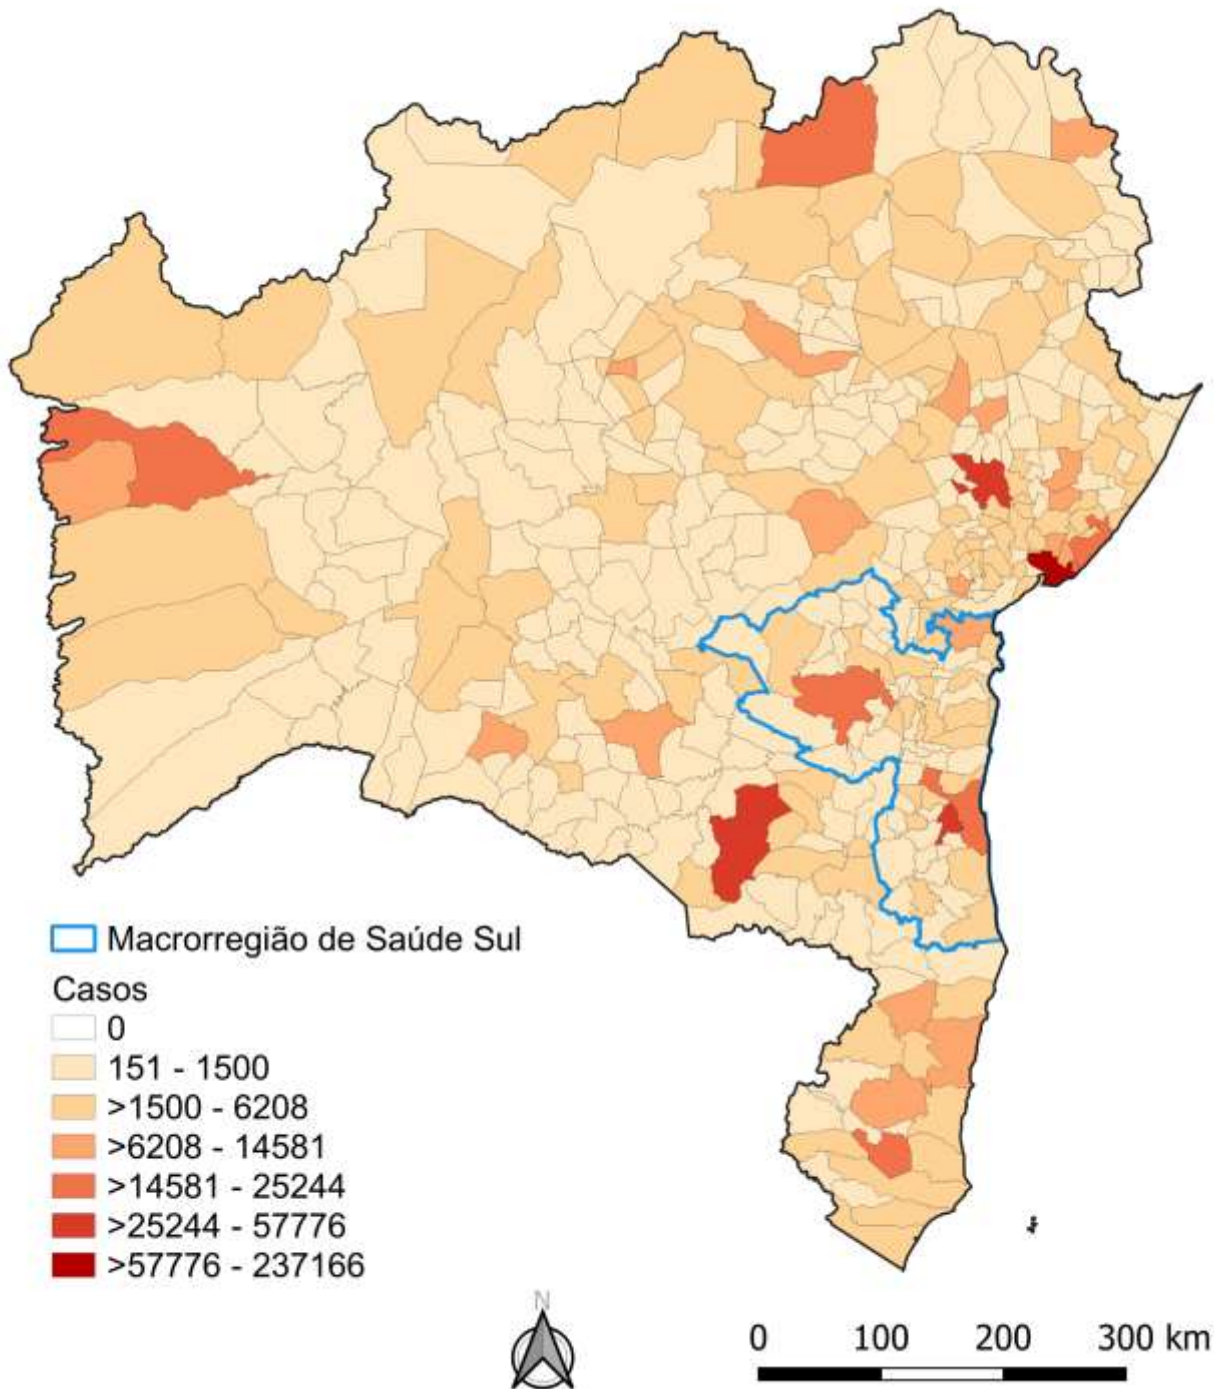 Macrorregião de Saúde Sul
Casos
0
151 - 1500
>1500 - 6208
>6208 - 14581
>14581 - 25244
>25244 - 57776
>57776 - 237166
N
0 100 200 300 km